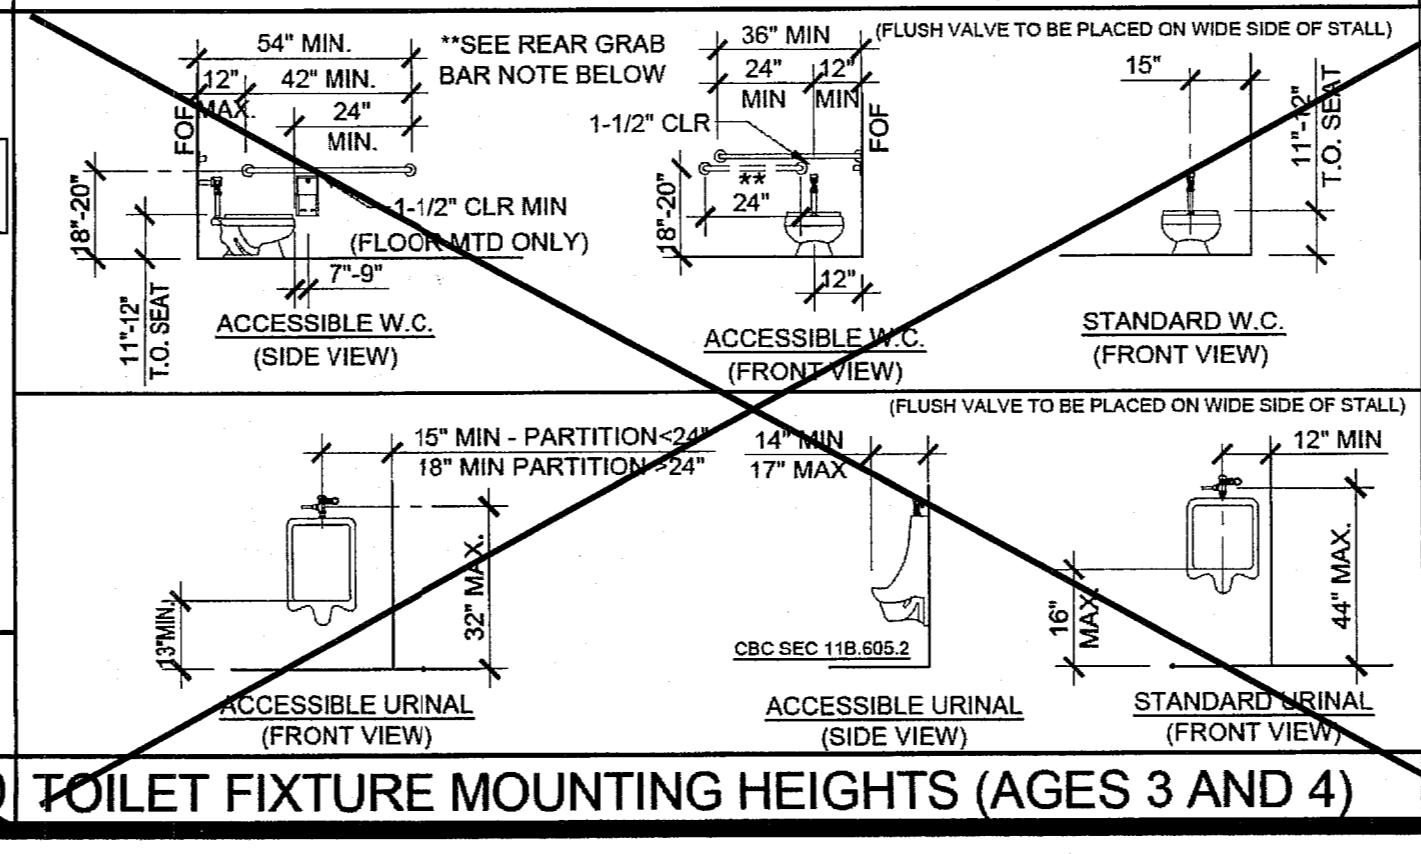 54" MIN.
12" MAX.
42" MIN.
24" MIN.
FOF
18"-20"
11"-12"
T.O. SEAT
7"-9"
1-1/2" CLR MIN
(FLOOR MTD ONLY)
ACCESSIBLE W.C.
(SIDE VIEW)
**SEE REAR GRAB
BAR NOTE BELOW
36" MIN
24" MIN
12" MIN
1-1/2" CLR
FOF
**
24"
18"-20"
12"
ACCESSIBLE W.C.
(FRONT VIEW)
(FLUSH VALVE TO BE PLACED ON WIDE SIDE OF STALL)
15"
11"-12"
T.O. SEAT
STANDARD W.C.
(FRONT VIEW)
15" MIN - PARTITION<24"
18" MIN PARTITION >24"
13"MIN.
32" MAX.
ACCESSIBLE URINAL
(FRONT VIEW)
14" MIN
17" MAX
CBC SEC 11B.605.2
ACCESSIBLE URINAL
(SIDE VIEW)
(FLUSH VALVE TO BE PLACED ON WIDE SIDE OF STALL)
12" MIN
16" MAX.
44" MAX.
STANDARD URINAL
(FRONT VIEW)
TOILET FIXTURE MOUNTING HEIGHTS (AGES 3 AND 4)